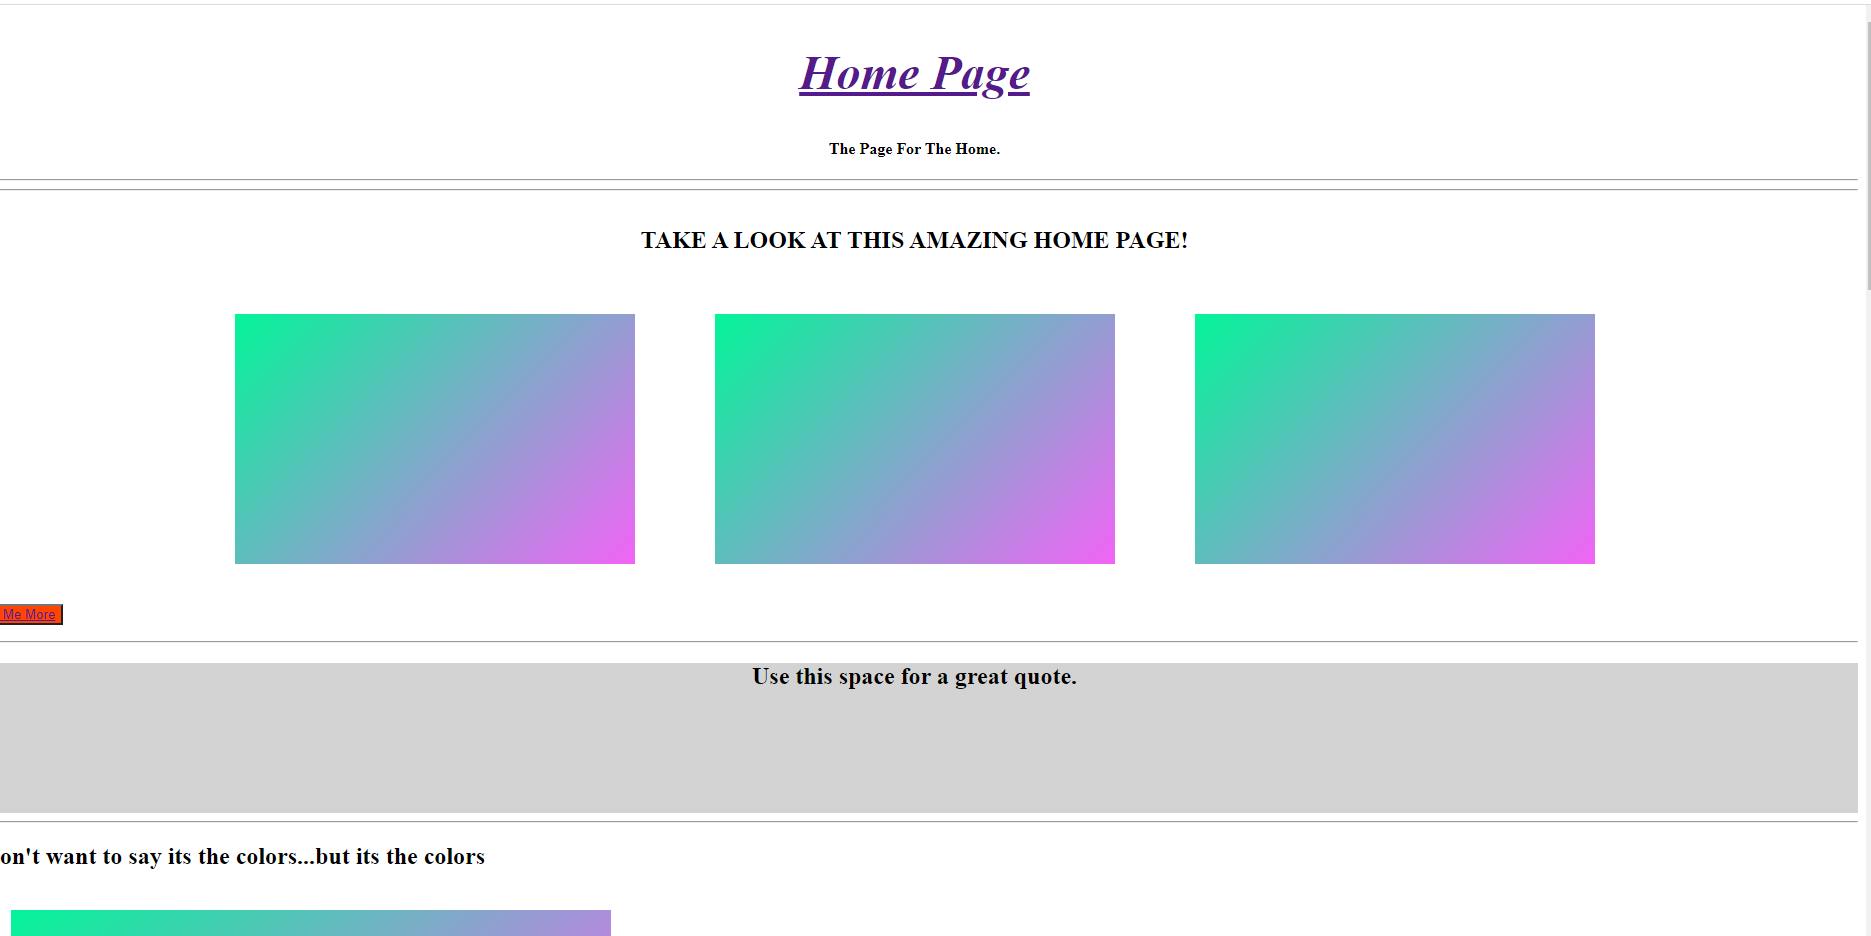 Home Page
The Page For The Home.
TAKE A LOOK AT THIS AMAZING HOME PAGE!
Me More
Use this space for a great quote.
on't want to say its the colors...but its the colors